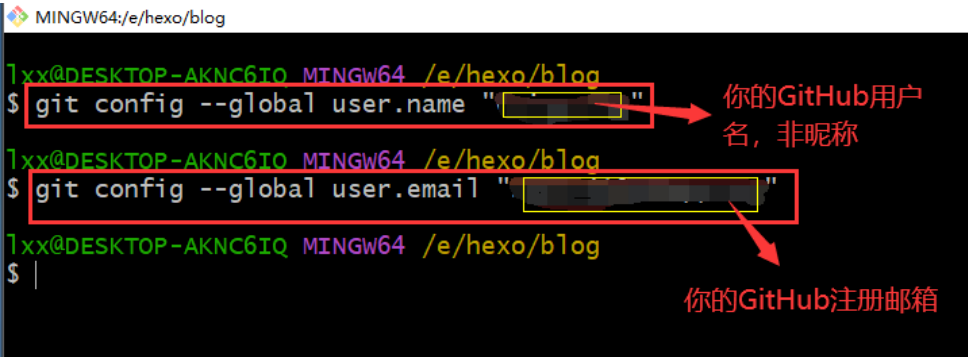 MINGW64:/e/hexo/blog
lxx@DESKTOP-AKNC6IQ MINGW64 /e/hexo/blog
$ git config --global user.name "
"
你的GitHub用户
名，非昵称
lxx@DESKTOP-AKNC6IQ MINGW64 /e/hexo/blog
$ git config --global user.email "
"
lxx@DESKTOP-AKNC6IQ MINGW64 /e/hexo/blog
$
你的GitHub注册邮箱